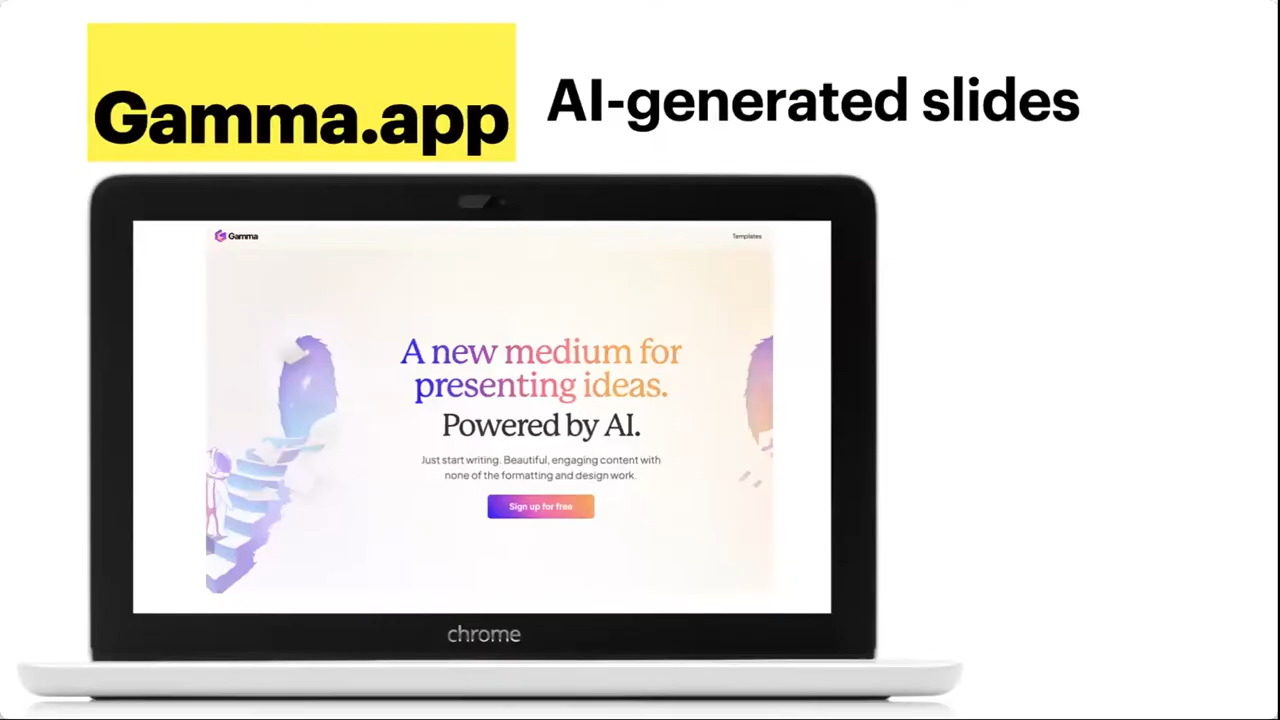 Gamma.app
AI-generated slides
Gamma
Templates
A new medium for
presenting ideas.
Powered by AI.
Just start writing. Beautiful, engaging content with
none of the formatting and design work.
Sign up for free
chrome